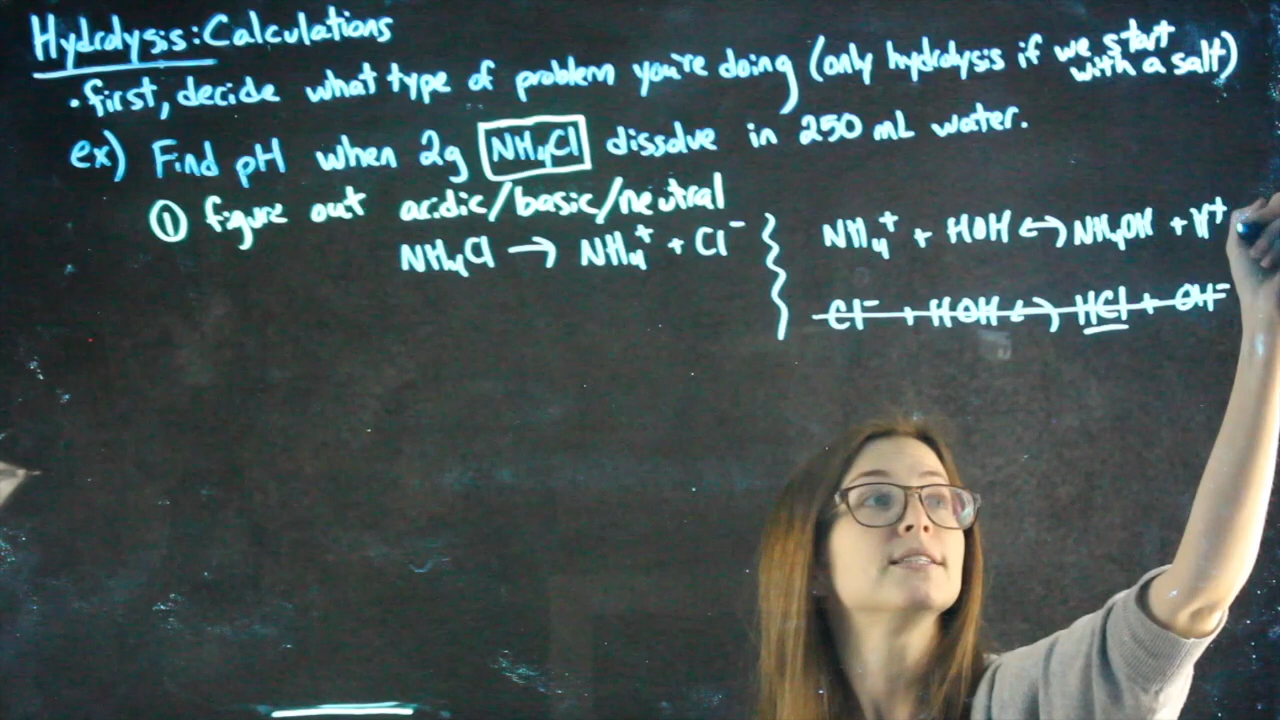 Hydrolysis: Calculations
• first, decide what type of problem you're doing (only hydrolysis if we start with a salt)
ex) Find pH when 2g NH₄Cl dissolve in 250 mL water.
① figure out acidic/basic/neutral
NH₄Cl → NH₄⁺ + Cl⁻
NH₄⁺ + HOH ↔ NH₄OH + H⁺
Cl⁻ + HOH ↔ HCl + OH⁻